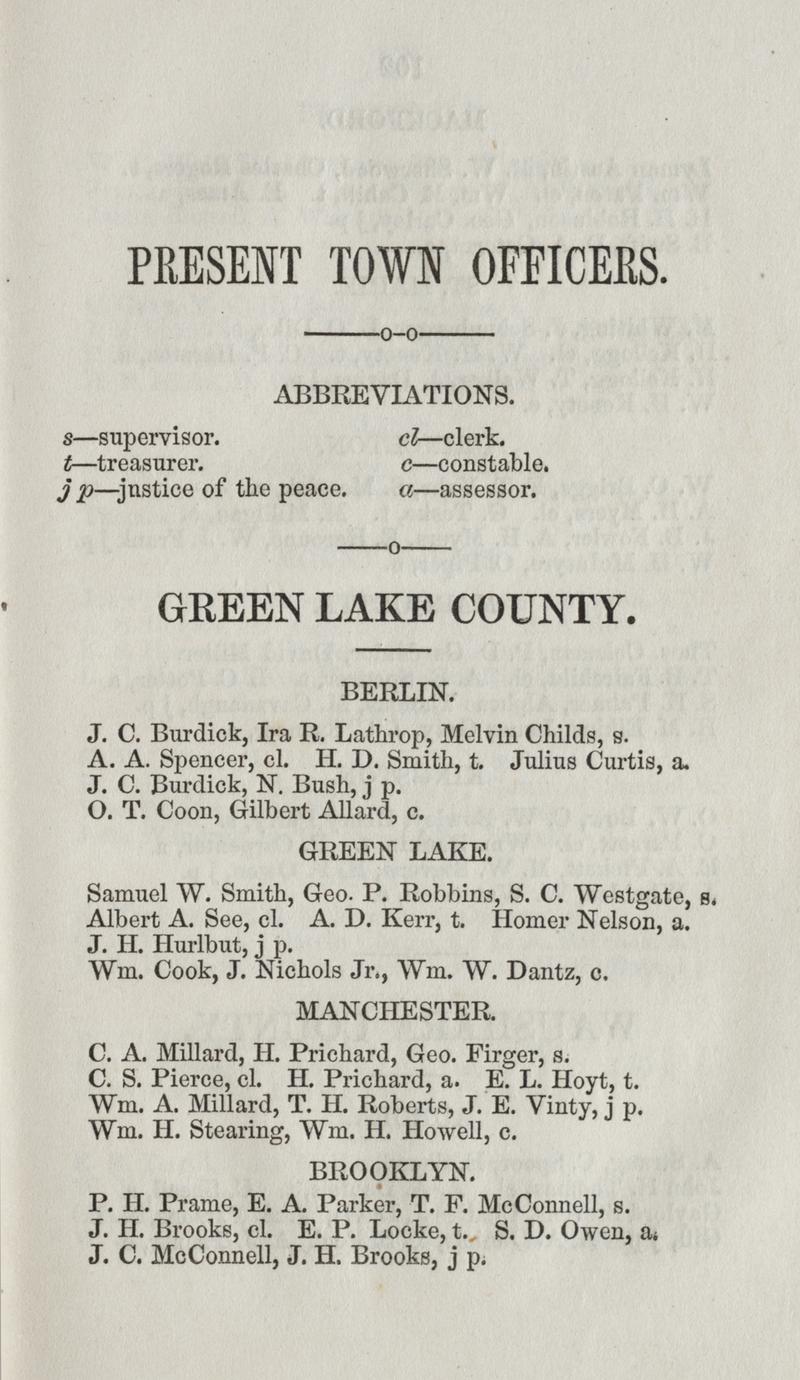 PRESENT TOWN OFFICERS.
ABBREVIATIONS.
s—supervisor. cl—clerk.
t—treasurer. c—constable.
j p—justice of the peace. a—assessor.
GREEN LAKE COUNTY.
BERLIN.
J. C. Burdick, Ira R. Lathrop, Melvin Childs, s.
A. A. Spencer, cl. H. D. Smith, t. Julius Curtis, a.
J. C. Burdick, N. Bush, j p.
O. T. Coon, Gilbert Allard, c.
GREEN LAKE.
Samuel W. Smith, Geo. P. Robbins, S. C. Westgate, s.
Albert A. See, cl. A. D. Kerr, t. Homer Nelson, a.
J. H. Hurlbut, j p.
Wm. Cook, J. Nichols Jr., Wm. W. Dantz, c.
MANCHESTER.
C. A. Millard, H. Prichard, Geo. Firger, s.
C. S. Pierce, cl. H. Prichard, a. E. L. Hoyt, t.
Wm. A. Millard, T. H. Roberts, J. E. Vinty, j p.
Wm. H. Stearing, Wm. H. Howell, c.
BROOKLYN.
P. H. Prame, E. A. Parker, T. F. McConnell, s.
J. H. Brooks, cl. E. P. Locke, t. S. D. Owen, a.
J. C. McConnell, J. H. Brooks, j p.